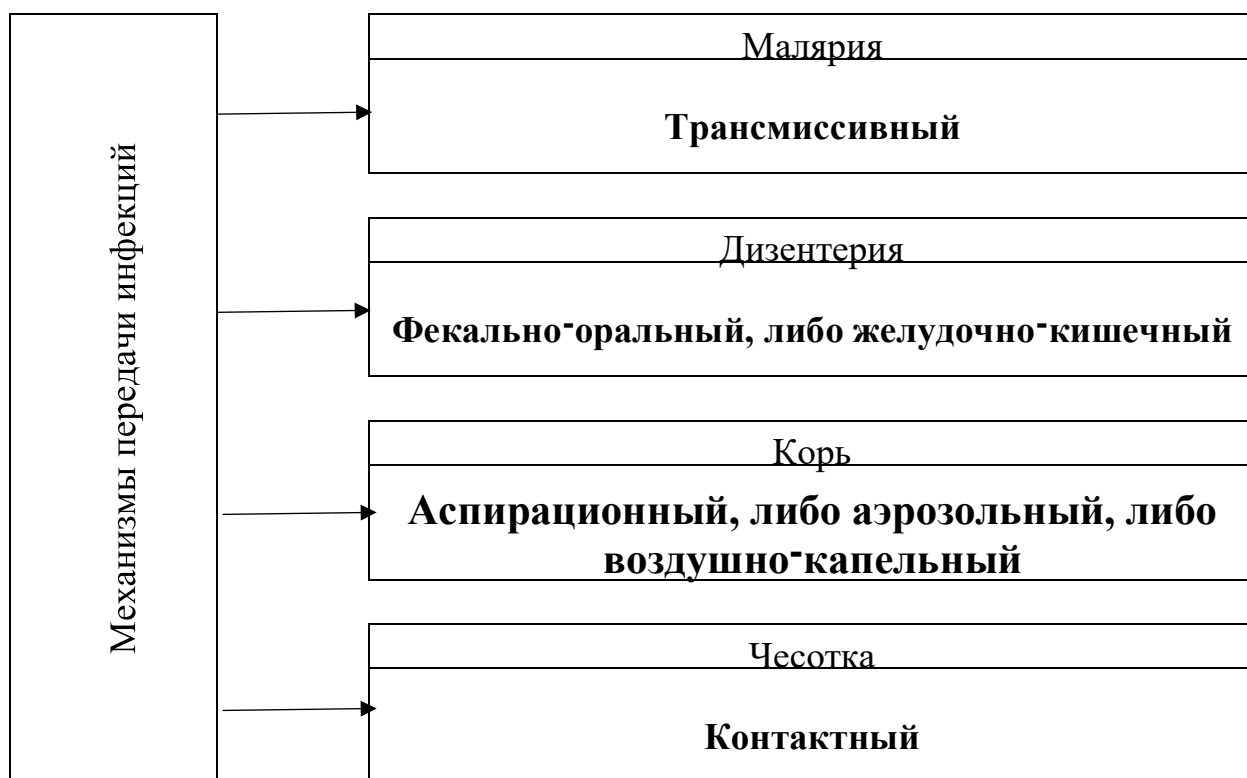 Механизмы передачи инфекций
Малярия
Трансмиссивный
Дизентерия
Фекально-оральный, либо желудочно-кишечный
Корь
Аспирационный, либо аэрозольный, либо
воздушно-капельный
Чесотка
Контактный